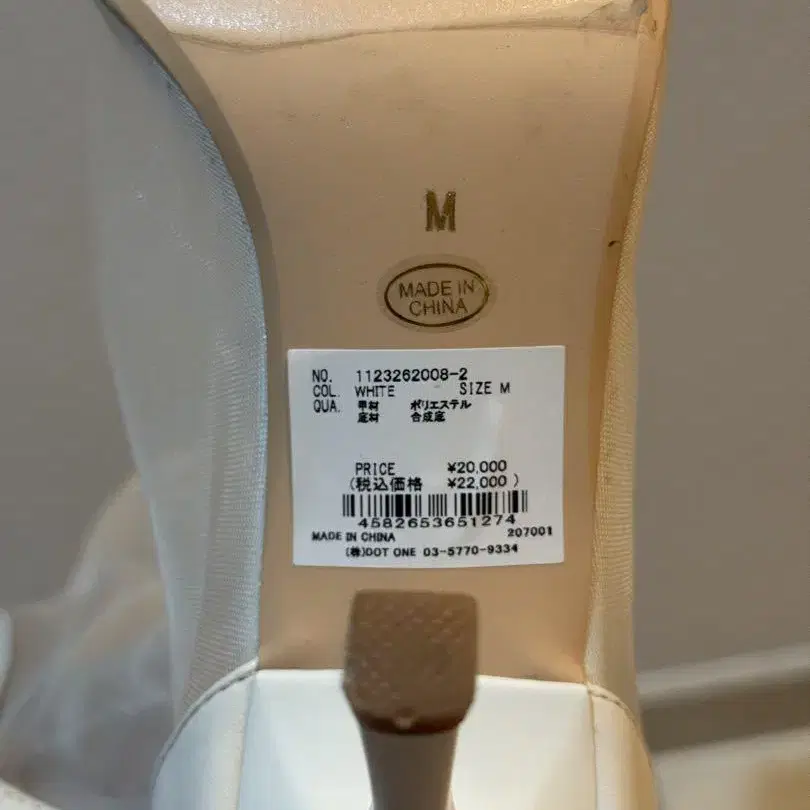 M
MADE IN
CHINA
NO. 1123262008-2
COL. WHITE SIZE M
QUA. 甲材 ポリエステル
底材 合成底
PRICE ¥20,000
(税込価格 ¥22,000 )
4582653651274
MADE IN CHINA 207001
(株)DOT ONE 03-5770-9334